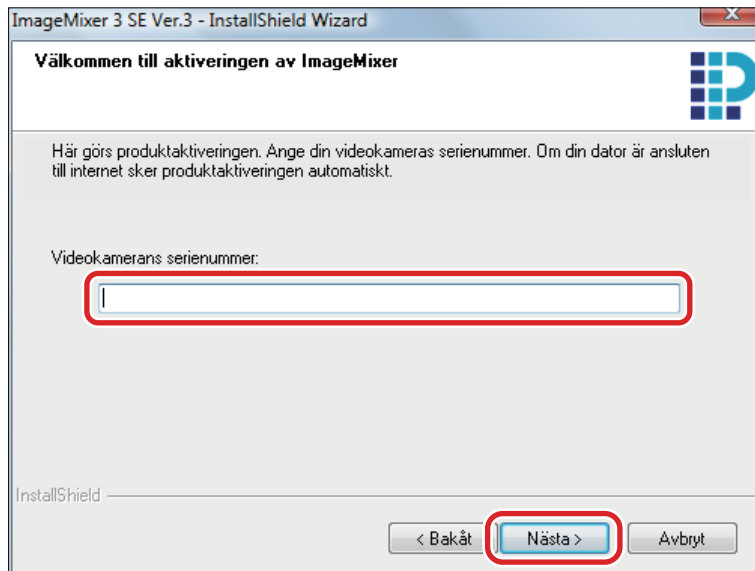 ImageMixer 3 SE Ver.3 - InstallShield Wizard
Välkommen till aktiveringen av ImageMixer
Här görs produktaktiveringen. Ange din videokameras serienummer. Om din dator är ansluten
till internet sker produktaktiveringen automatiskt.
Videokamerans serienummer:
InstallShield
< Bakåt
Nästa >
Avbryt